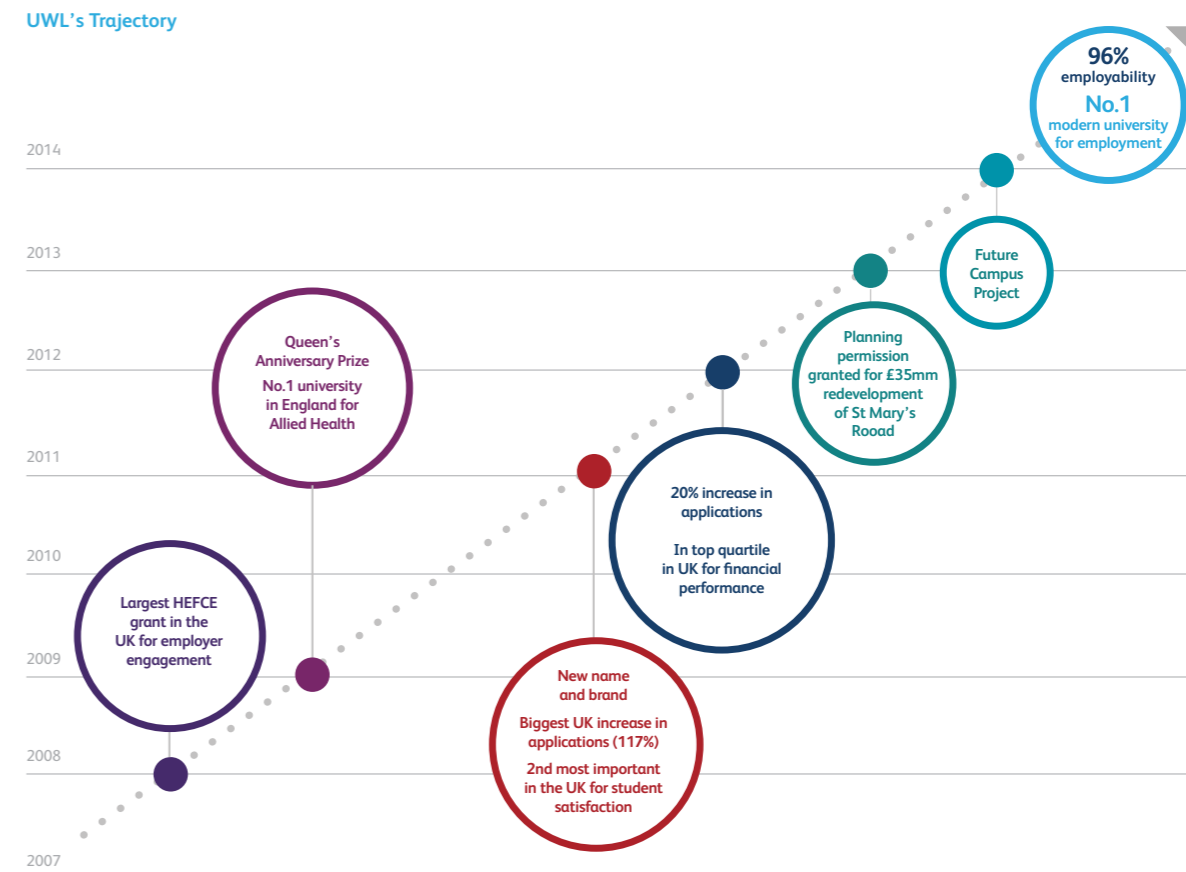 UWL's Trajectory
96%
employability
No.1
modern university
for employment
2014
Future
Campus
Project
2013
Planning
permission
granted for £35mm
redevelopment
of St Mary's
Rooad
2012
Queen's
Anniversary Prize
No.1 university
in England for
Allied Health
2011
20% increase in
applications
In top quartile
in UK for financial
performance
2010
Largest HEFCE
grant in the
UK for employer
engagement
2009
New name
and brand
Biggest UK increase in
applications (117%)
2nd most important
in the UK for student
satisfaction
2008
2007